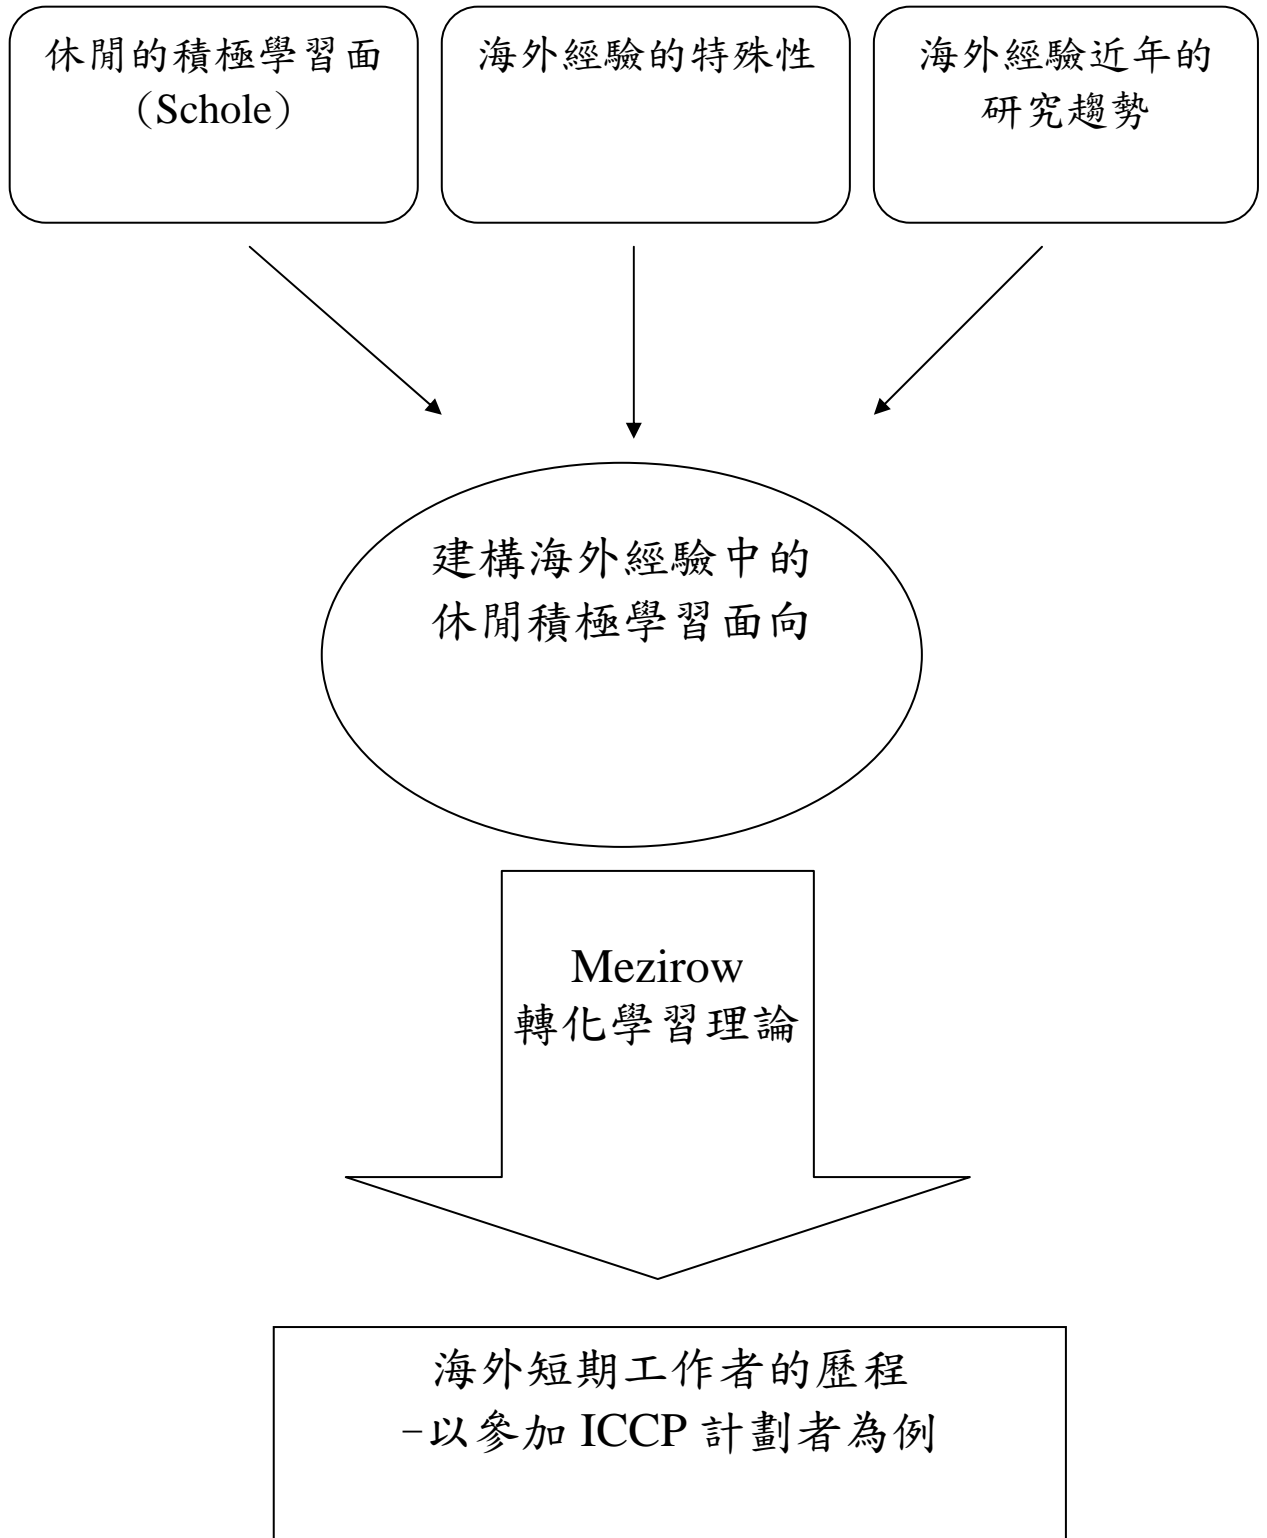 休閒的積極學習面
（Schole）
海外經驗的特殊性
海外經驗近年的
研究趨勢
建構海外經驗中的
休閒積極學習面向
Mezirow
轉化學習理論
海外短期工作者的歷程
-以參加 ICCP 計劃者為例